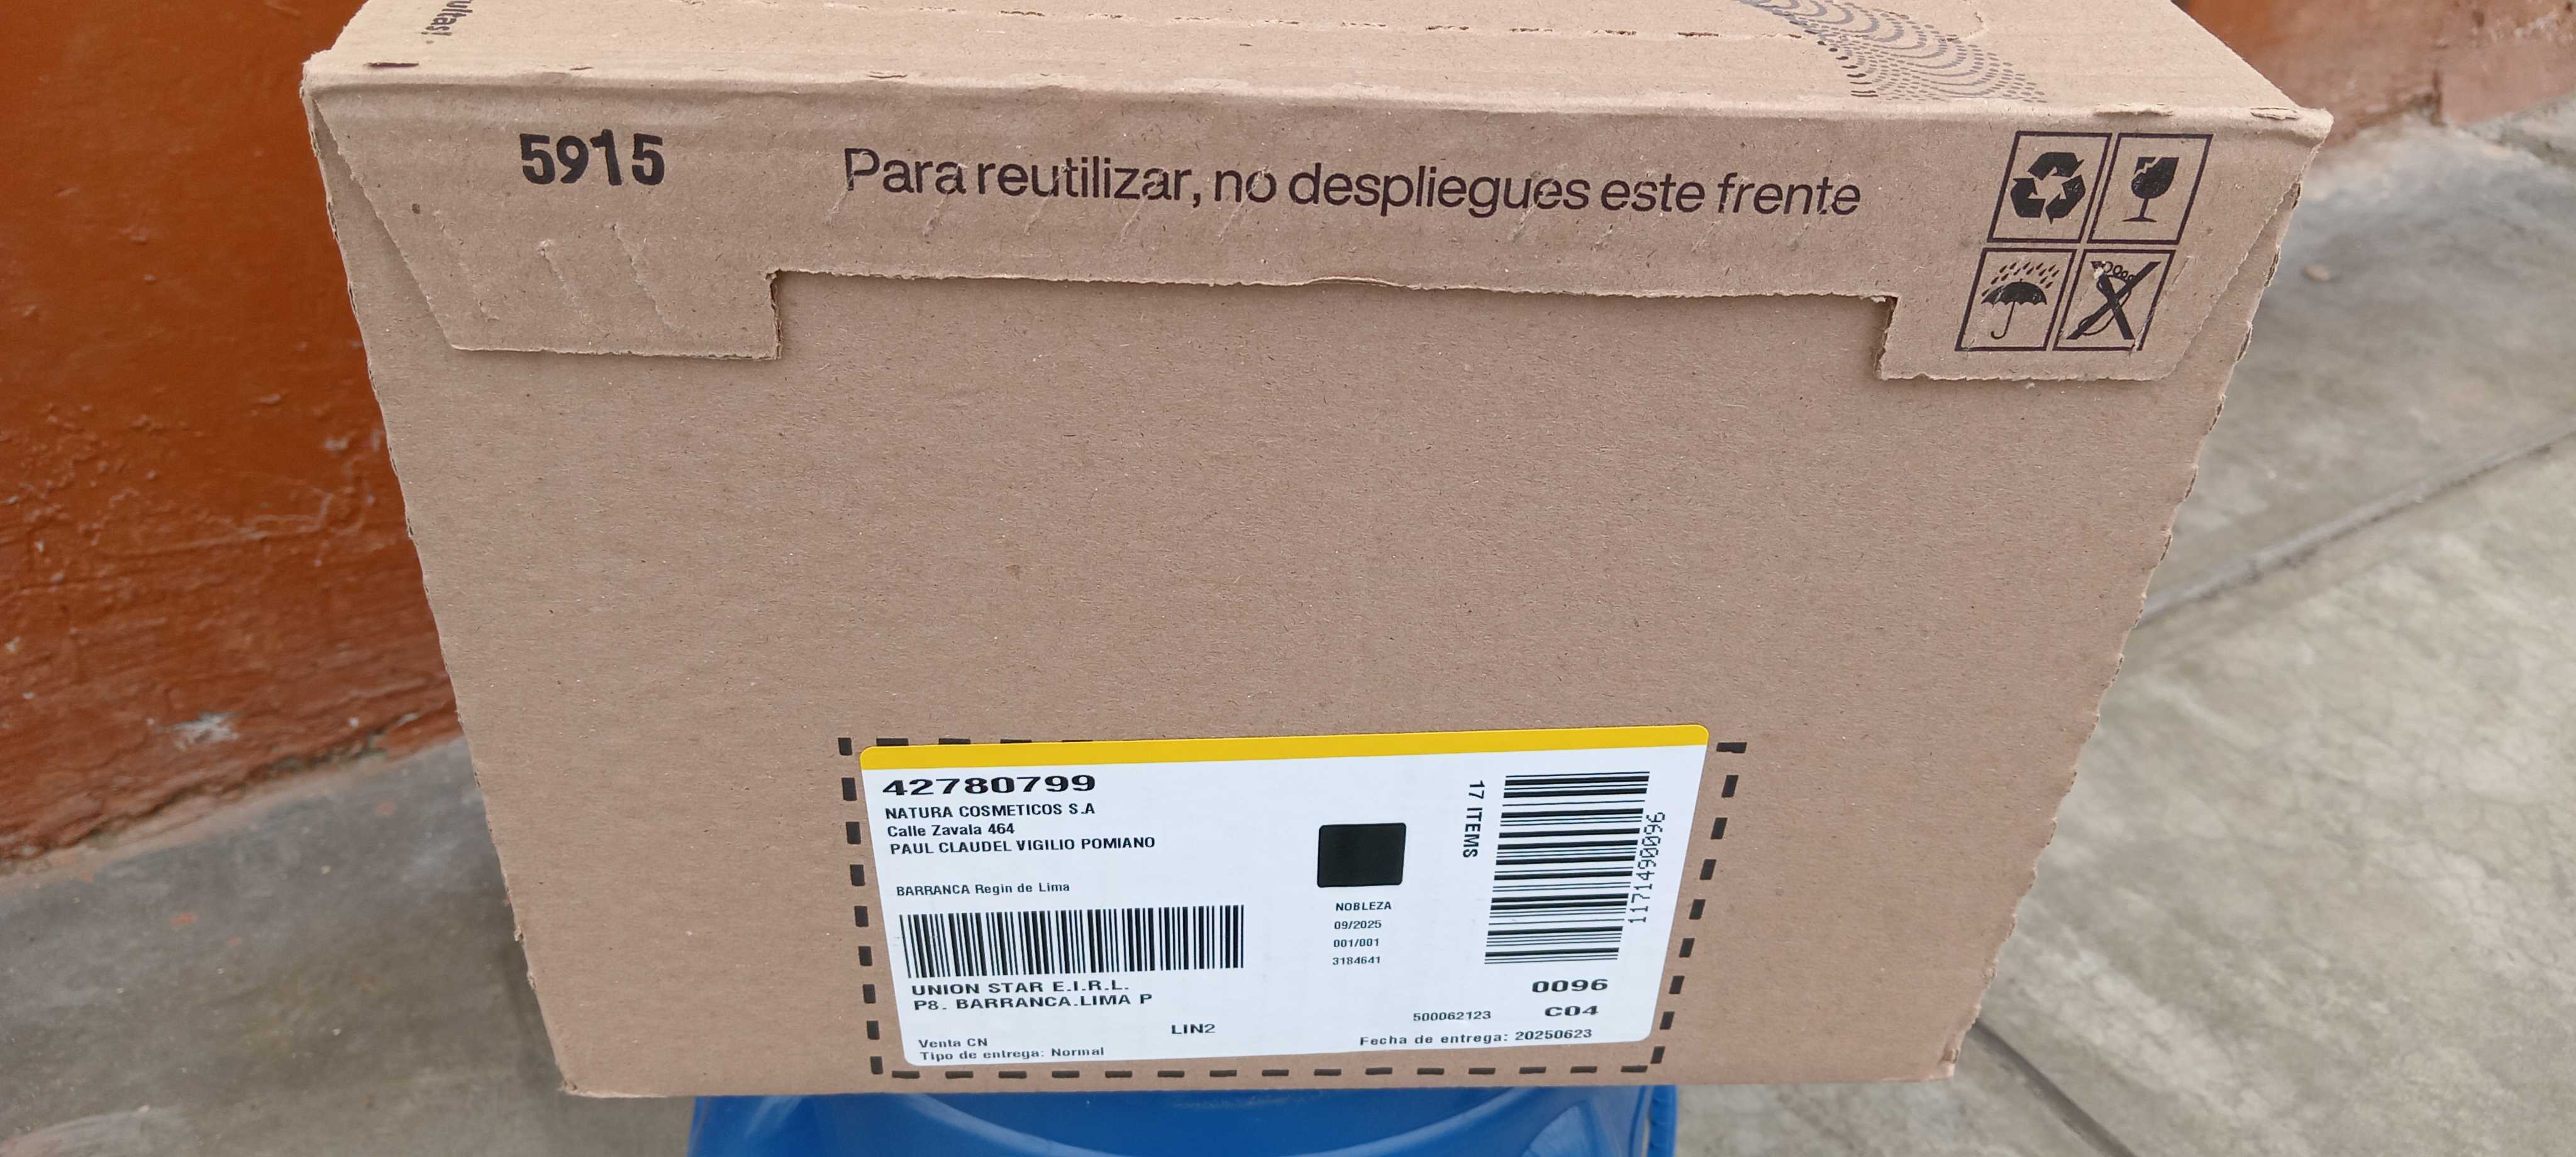 ultas!
5915
Para reutilizar, no despliegues este frente
42780799
NATURA COSMETICOS S.A
Calle Zavala 464
PAUL CLAUDEL VIGILIO POMIANO
BARRANCA Regin de Lima
UNION STAR E.I.R.L.
P8. BARRANCA.LIMA P
LIN2
Venta CN
Tipo de entrega: Normal
NOBLEZA
09/2025
001/001
3184641
17 ITEMS
1171490096
0096
500062123
C04
Fecha de entrega: 20250623